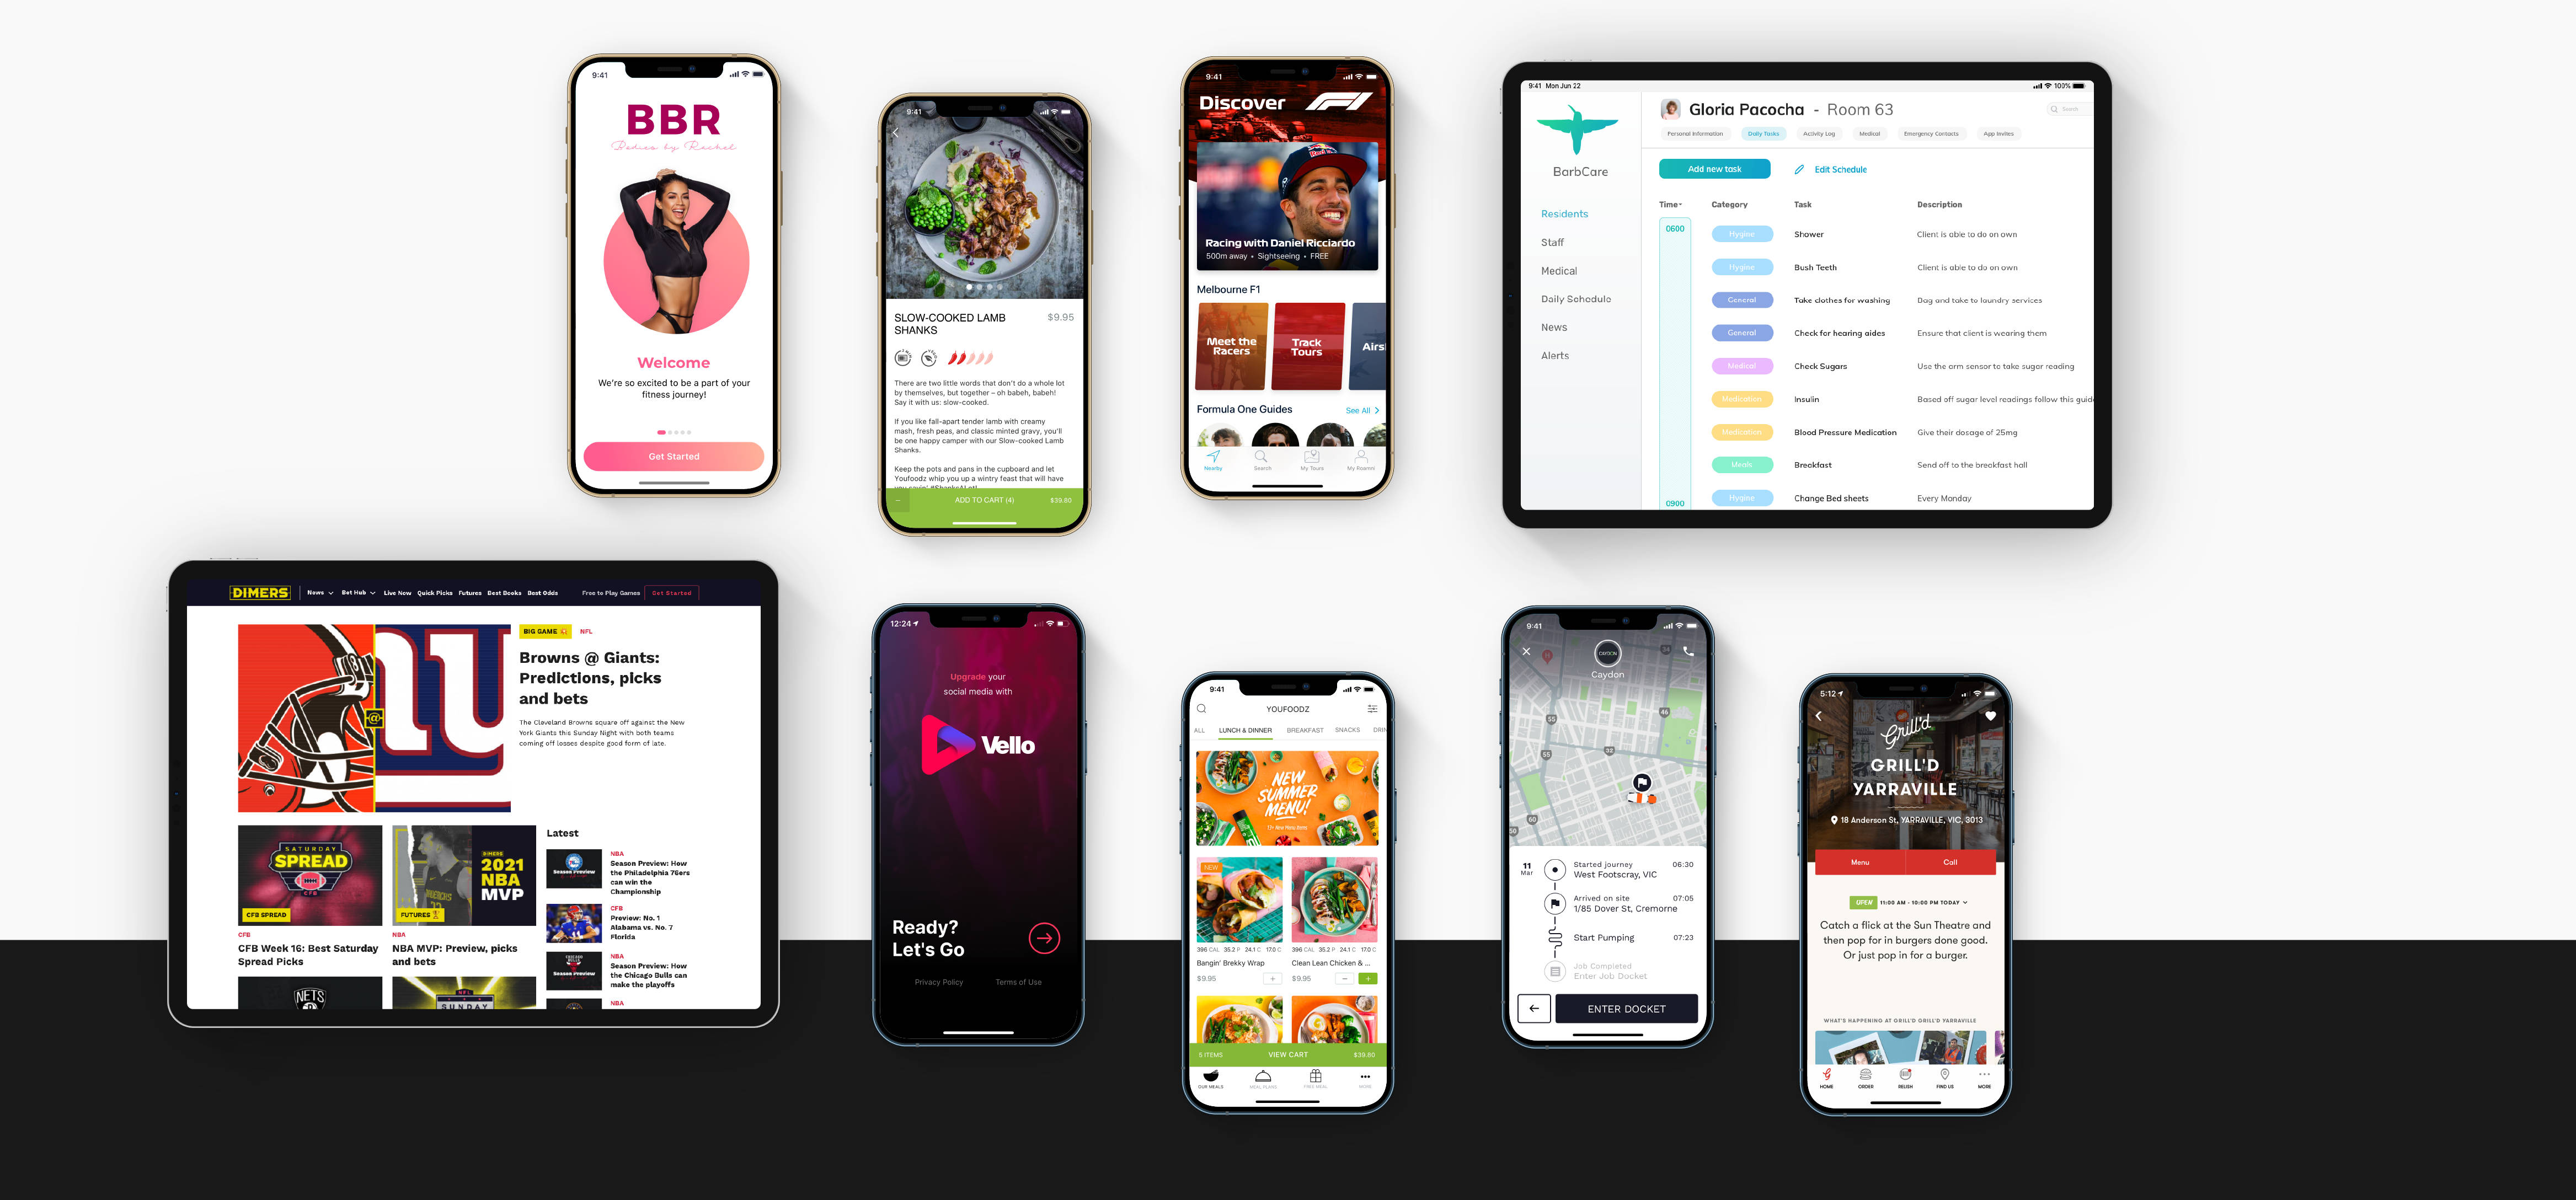 9:41
BBR
Bodies by Rachel
Welcome
We're so excited to be a part of your
fitness journey!
Get Started
9:41
SLOW-COOKED LAMB
SHANKS
$9.95
There are two little words that don't do a whole lot
by themselves, but together – oh babeh, babeh!
Say it with us: slow-cooked.
If you like fall-apart tender lamb with creamy
mash, fresh peas, and classic minted gravy, you'll
be one happy camper with our Slow-cooked Lamb
Shanks.
Keep the pots and pans in the cupboard and let
Youfoodz whip you up a wintry feast that will have
− ADD TO CART (4) $39.80
9:41
Discover F1
Racing with Daniel Ricciardo
500m away • Sightseeing • FREE
Melbourne F1
Meet the
Racers
Track
Tours
Airs
Formula One Guides
See All
Nearby Search My Tours My Roams
9:41 Mon Jun 22
100%
BarbCare
Residents
Staff
Medical
Daily Schedule
News
Alerts
Gloria Pacocha - Room 63
Search
Personal Information Daily Tasks Activity Log Medical Emergency Contacts App Invites
Add new task
Edit Schedule
Time Category Task Description
0600
Hygine Shower Client is able to do on own
Hygine Bush Teeth Client is able to do on own
General Take clothes for washing Bag and take to laundry services
General Check for hearing aides Ensure that client is wearing them
Medical Check Sugars Use the arm sensor to take sugar reading
Medication Insulin Based off sugar level readings follow this guid
Medication Blood Pressure Medication Give their dosage of 25mg
Meals Breakfast Send off to the breakfast hall
Hygine Change Bed sheets Every Monday
0900
DIMERS News Bet Hub Live Now Quick Picks Futures Best Books Best Odds Free to Play Games Get Started
BIG GAME NFL
Browns @ Giants:
Predictions, picks
and bets
The Cleveland Browns square off against the New
York Giants this Sunday Night with both teams
coming off losses despite good form of late.
@
SATURDAY
SPREAD
CFB
CFB SPREAD
CFB
CFB Week 16: Best Saturday
Spread Picks
DIMERS
2021
NBA
MVP
FUTURES
NBA
NBA MVP: Preview, picks
and bets
NETS
NFL
SUNDAY
Latest
Season Preview
NBA
Season Preview: How
the Philadelphia 76ers
can win the
Championship
CFB
Preview: No. 1
Alabama vs. No. 7
Florida
Season Preview
NBA
Season Preview: How
the Chicago Bulls can
make the playoffs
NBA
12:24
Upgrade your
social media with
Vello
Ready?
Let's Go
Privacy Policy Terms of Use
9:41
YOUFOODZ
ALL LUNCH & DINNER BREAKFAST SNACKS DRIN
NEW
SUMMER
MENU!
NEW
396 CAL 35.2 P 24.1 C 17.0 C
Bangin' Brekky Wrap
$9.95 +
396 CAL 35.2 P 24.1 C 17.0 C
Clean Lean Chicken & ...
$9.95 − +
5 ITEMS VIEW CART $39.80
OUR MEALS MEAL PLANS FREE MEAL MORE
9:41
CAYDON
Caydon
34
55
46
55
52
60
50
11
Mar
Started journey 06:30
West Footscray, VIC
Arrived on site 07:05
1/85 Dover St, Cremorne
Start Pumping 07:23
Job Completed
Enter Job Docket
ENTER DOCKET
5:12
Grill'd
GRILL'D
YARRAVILLE
18 Anderson St, YARRAVILLE, VIC, 3013
Menu Call
OPEN 11:00 AM - 10:00 PM TODAY
Catch a flick at the Sun Theatre and
then pop for in burgers done good.
Or just pop in for a burger.
WHAT'S HAPPENING AT GRILL'D GRILL'D YARRAVILLE
HOME ORDER RELISH FIND US MORE